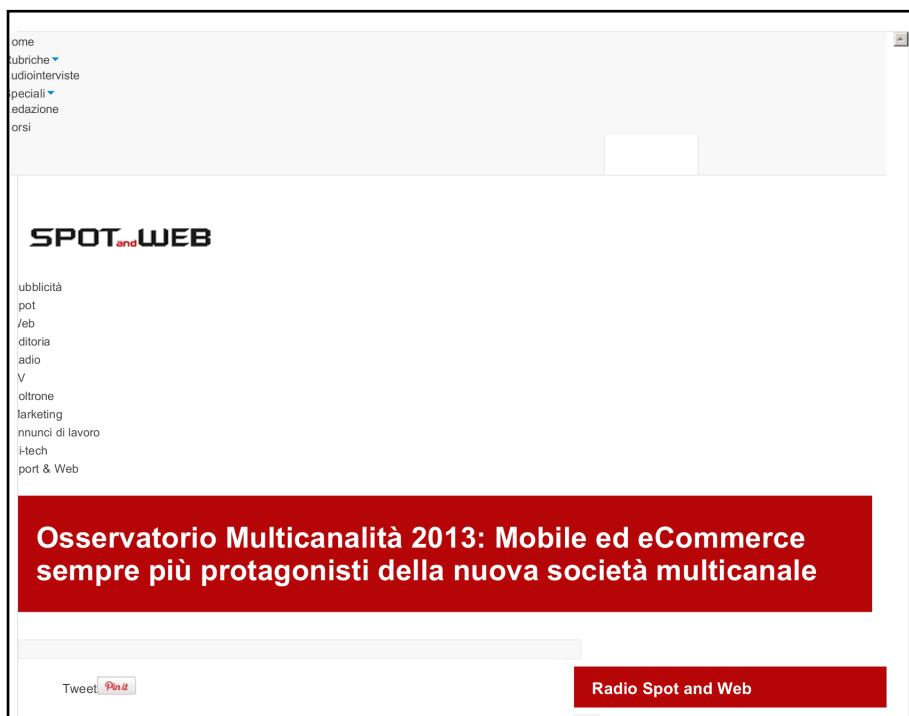 ome
ubriche
udiointerviste
peciali
edazione
orsi
SPOT and WEB
ubblicità
pot
eb
ditoria
adio
V
oltrone
arketing
nnunci di lavoro
i-tech
port & Web
Osservatorio Multicanalità 2013: Mobile ed eCommerce
sempre più protagonisti della nuova società multicanale
Tweet Pin it
Radio Spot and Web